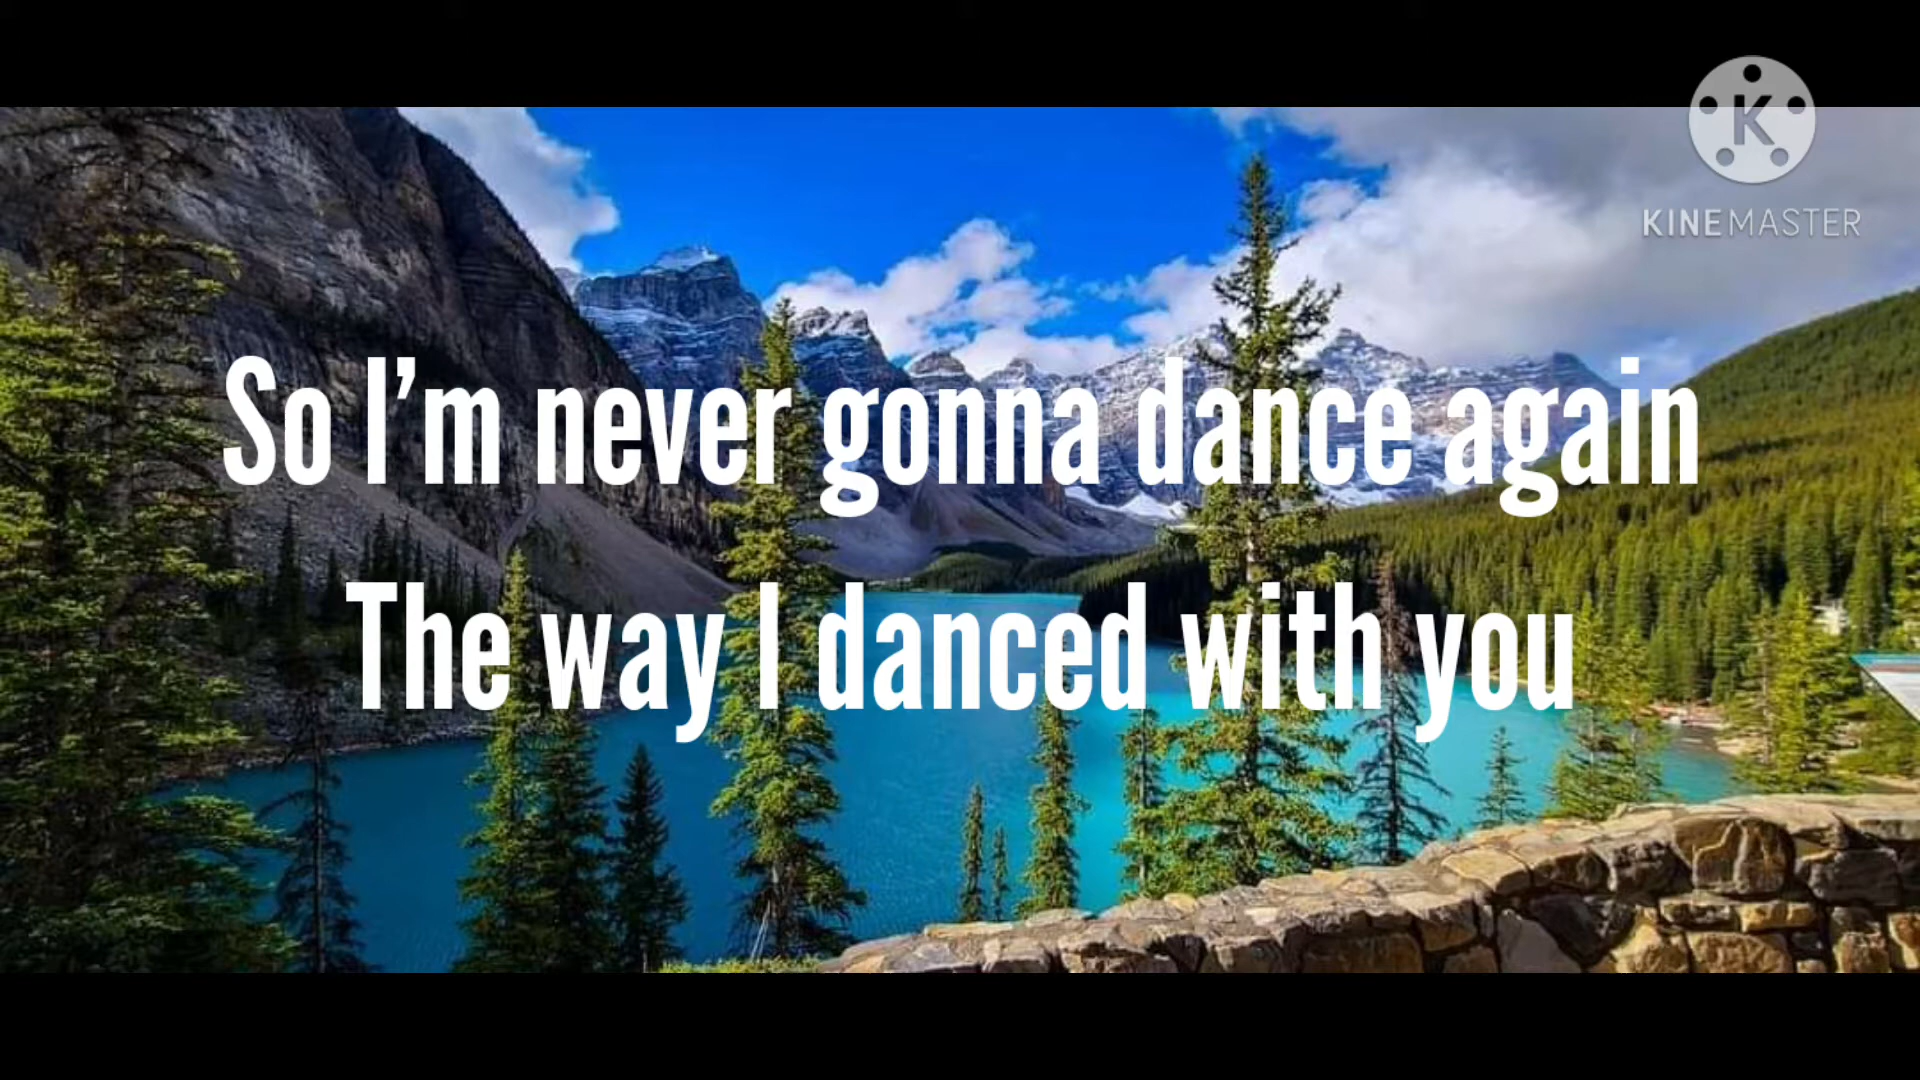 K
KINEMASTER
So I’m never gonna dance again
The way I danced with you